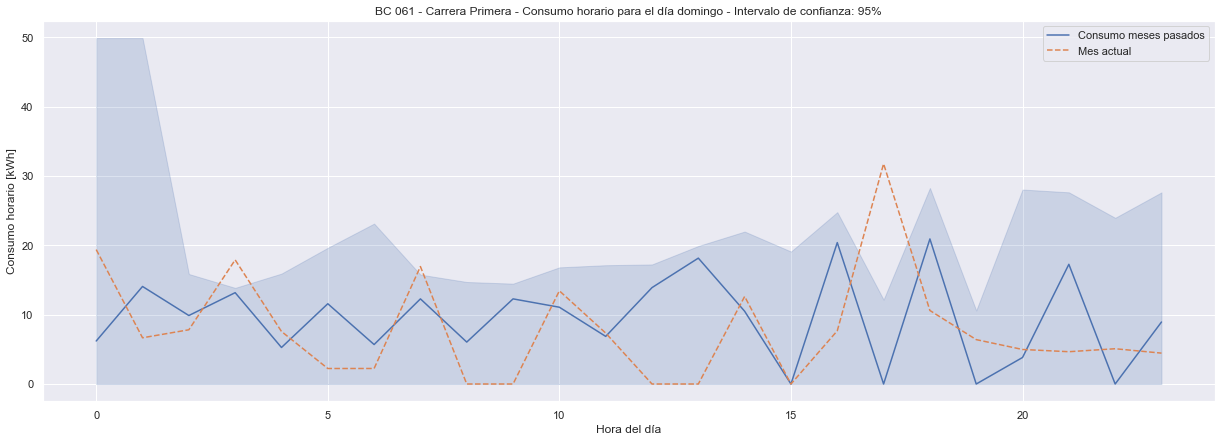 BC 061 - Carrera Primera - Consumo horario para el día domingo - Intervalo de confianza: 95%
Consumo meses pasados
Mes actual
Consumo horario [kWh]
50
40
30
20
10
0
0
5
10
15
20
Hora del día